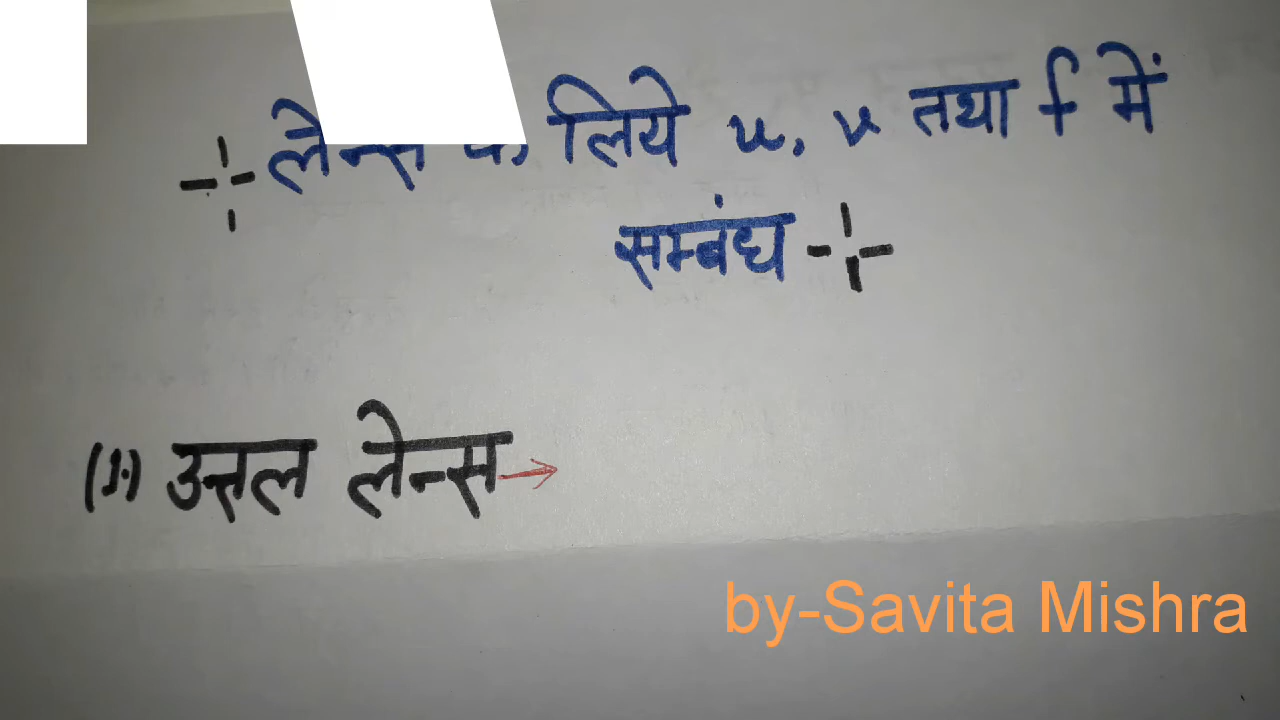 लेन्स के लिये u, v तथा f में
सम्बंध
(1.) उत्तल लेन्स→
by-Savita Mishra